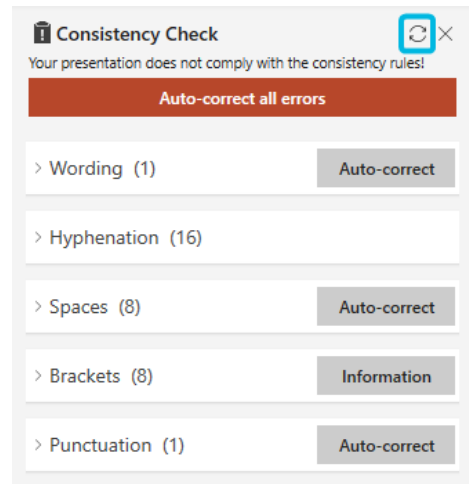 Consistency Check
Your presentation does not comply with the consistency rules!
Auto-correct all errors
Wording (1) Auto-correct
Hyphenation (16)
Spaces (8) Auto-correct
Brackets (8) Information
Punctuation (1) Auto-correct